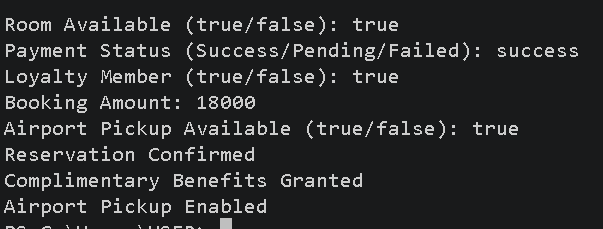 Room Available (true/false): true
Payment Status (Success/Pending/Failed): success
Loyalty Member (true/false): true
Booking Amount: 18000
Airport Pickup Available (true/false): true
Reservation Confirmed
Complimentary Benefits Granted
Airport Pickup Enabled